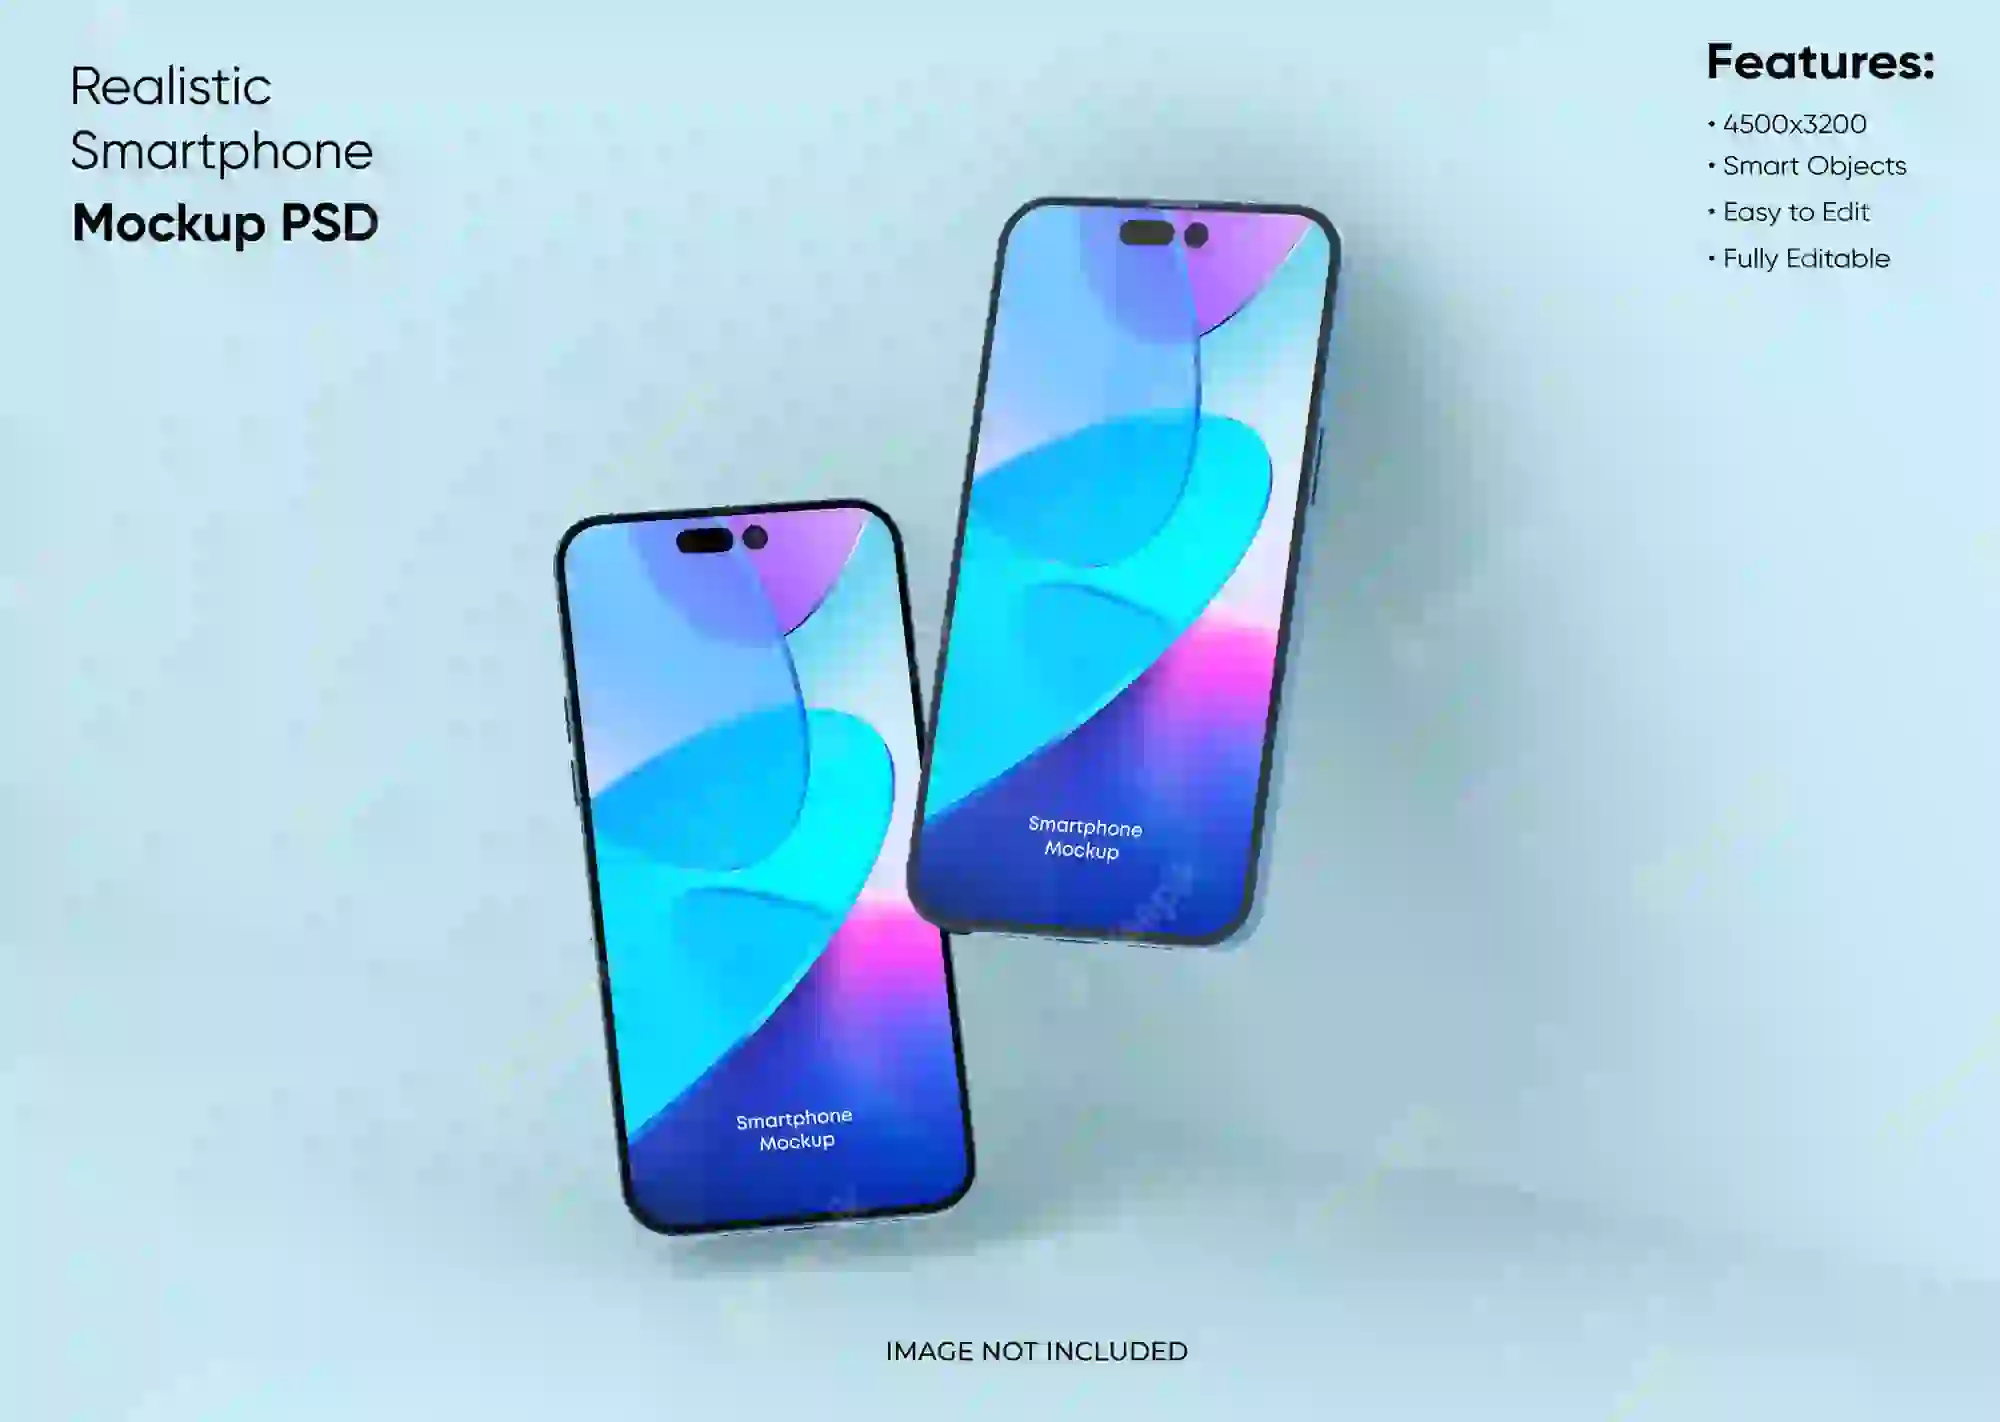 Realistic
Smartphone
Mockup PSD
Features:
• 4500x3200
• Smart Objects
• Easy to Edit
• Fully Editable
Smartphone
Mockup
Smartphone
Mockup
IMAGE NOT INCLUDED